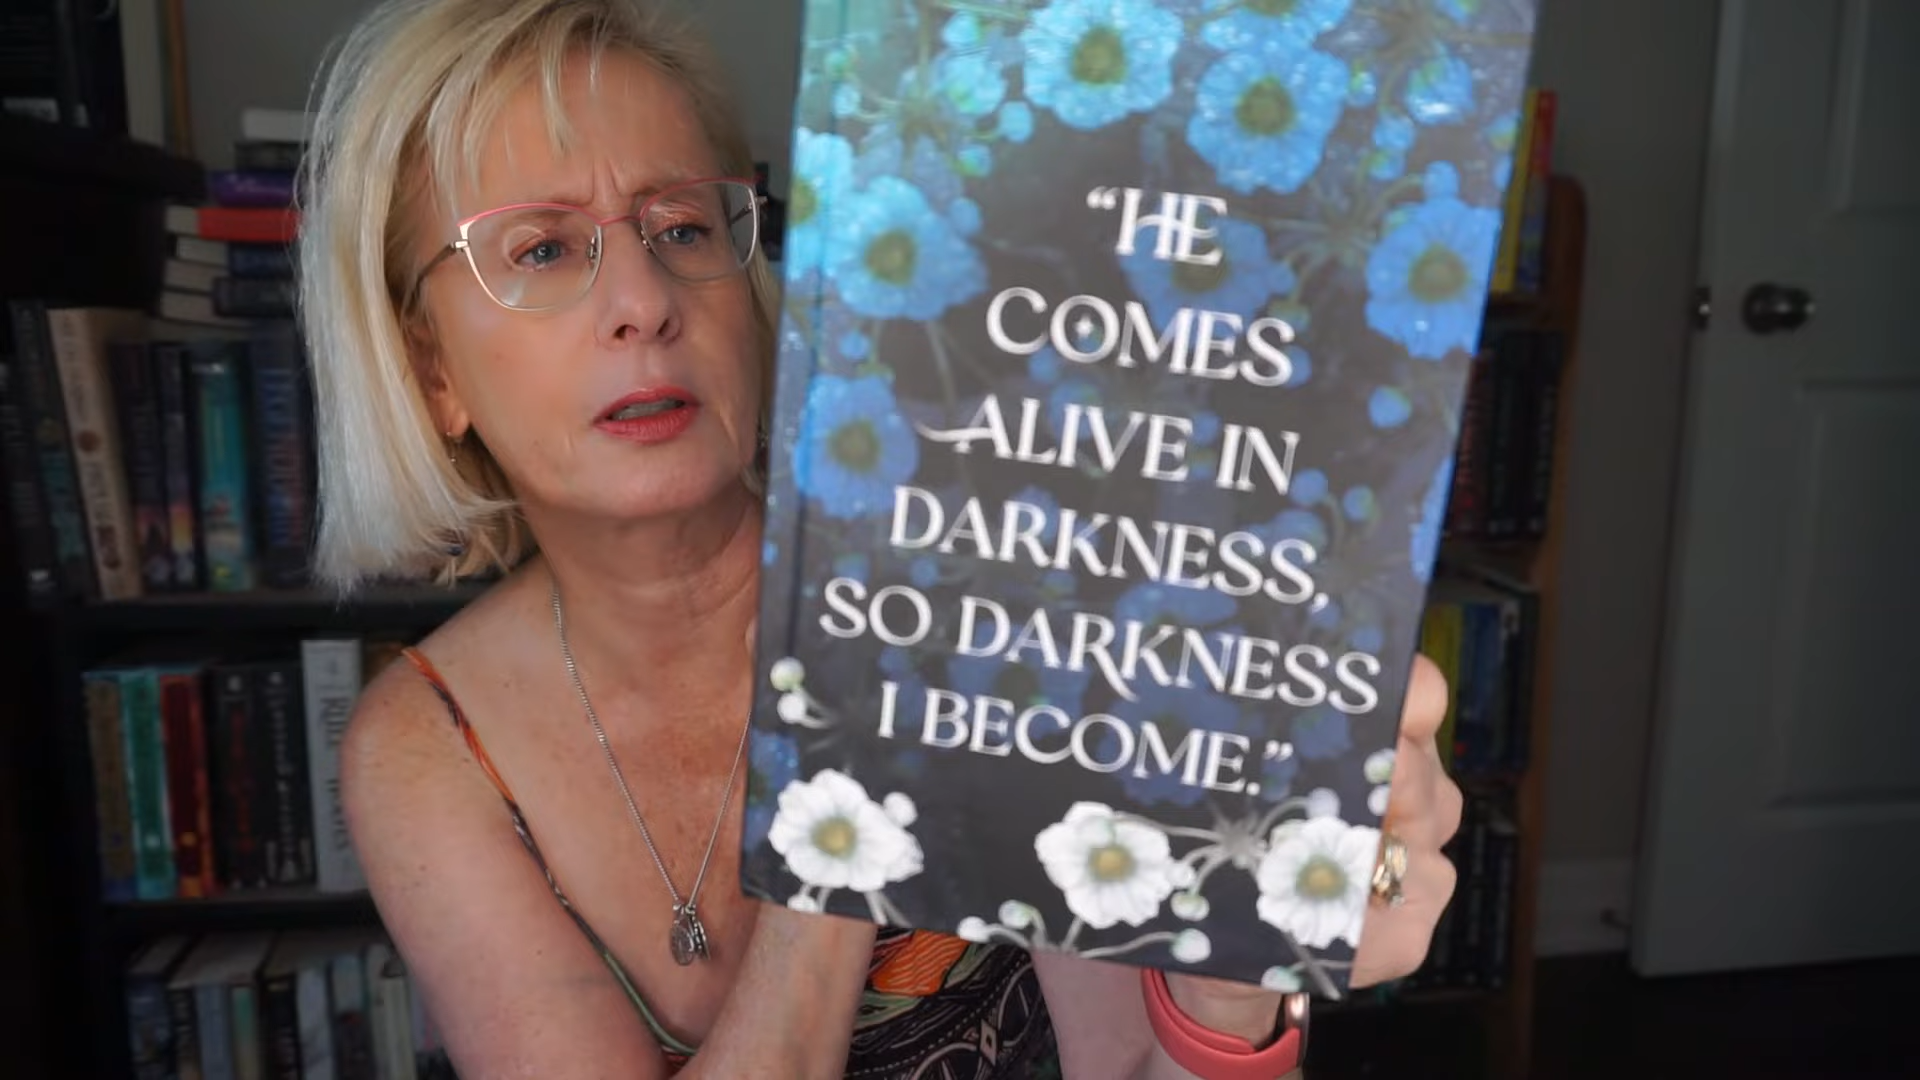 “HE
COMES
ALIVE IN
DARKNESS,
SO DARKNESS
I BECOME.”